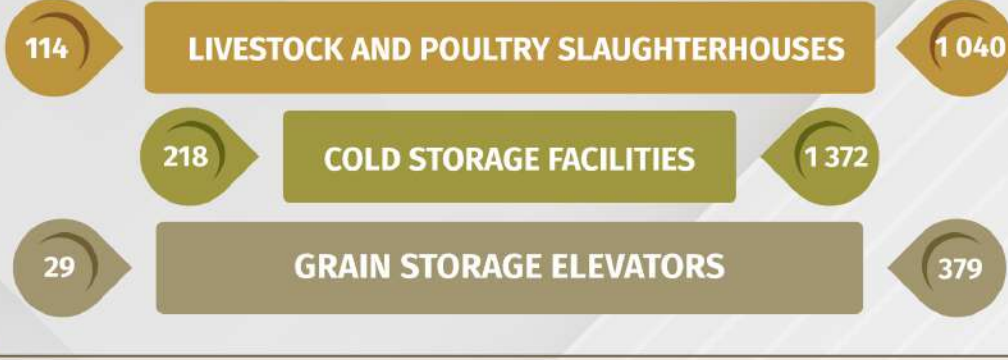 114 LIVESTOCK AND POULTRY SLAUGHTERHOUSES 1 040
218 COLD STORAGE FACILITIES 1 372
29 GRAIN STORAGE ELEVATORS 379